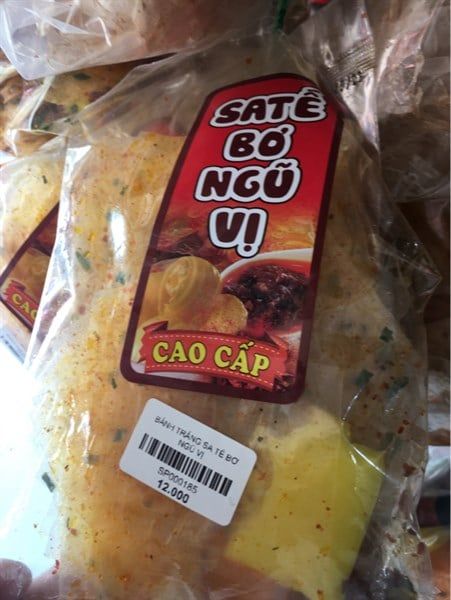 SATẾ
BƠ
NGŨ
VỊ
CAO CẤP
BÁNH TRÁNG SA TẾ BƠ
NGŨ VỊ
SP000185
12.000